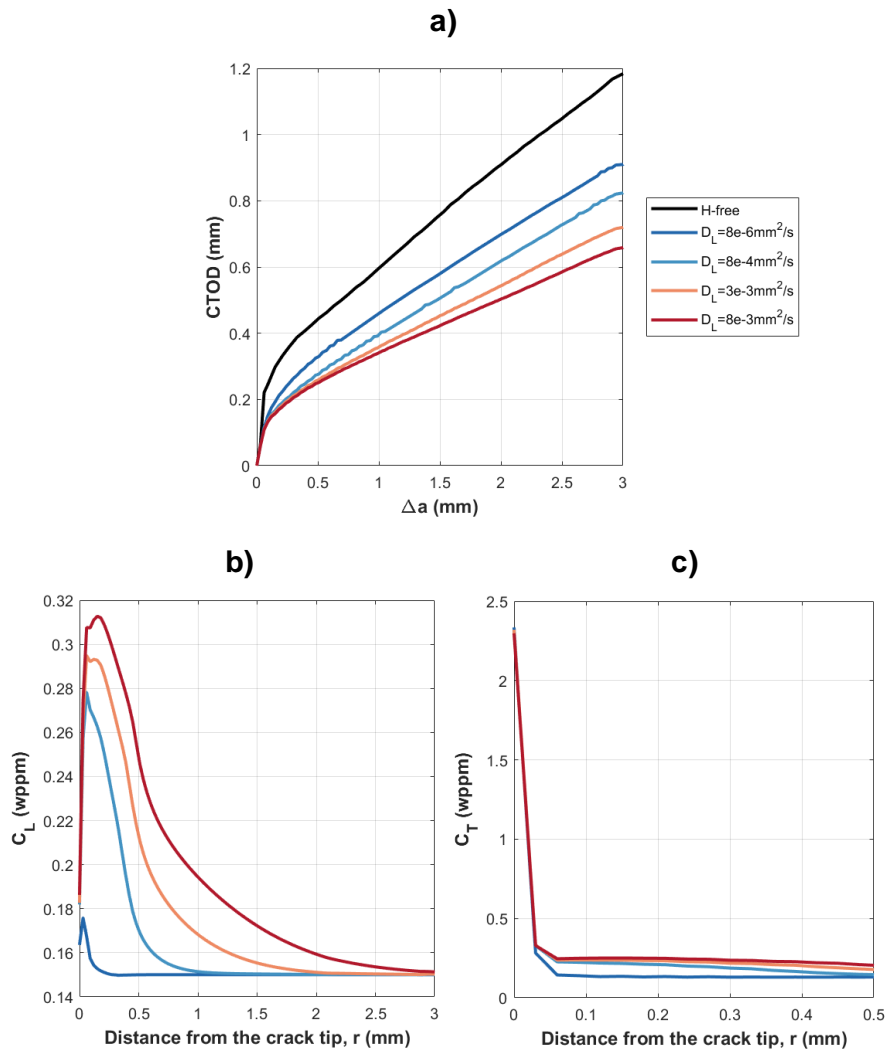 a)
1.2
1
0.8
0.6
0.4
0.2
0
CTOD (mm)
0 0.5 1 1.5 2 2.5 3
Δa (mm)
H-free
D_L=8e-6mm²/s
D_L=8e-4mm²/s
D_L=3e-3mm²/s
D_L=8e-3mm²/s
b)
0.32
0.3
0.28
0.26
0.24
0.22
0.2
0.18
0.16
0.14
C_L (wppm)
0 0.5 1 1.5 2 2.5 3
Distance from the crack tip, r (mm)
c)
2.5
2
1.5
1
0.5
0
C_T (wppm)
0 0.1 0.2 0.3 0.4 0.5
Distance from the crack tip, r (mm)